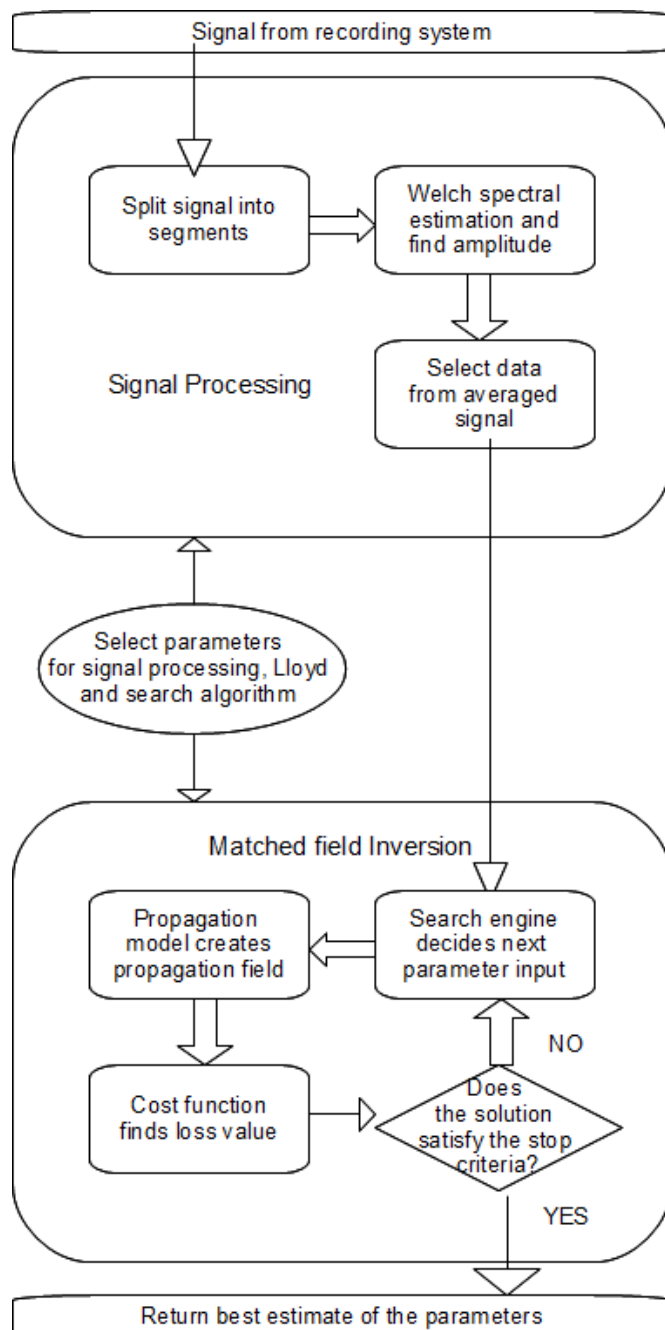 Signal from recording system
Split signal into
segments
Welch spectral
estimation and
find amplitude
Signal Processing
Select data
from averaged
signal
Select parameters
for signal processing, Lloyd
and search algorithm
Matched field Inversion
Propagation
model creates
propagation field
Search engine
decides next
parameter input
NO
Cost function
finds loss value
Does
the solution
satisfy the stop
criteria?
YES
Return best estimate of the parameters